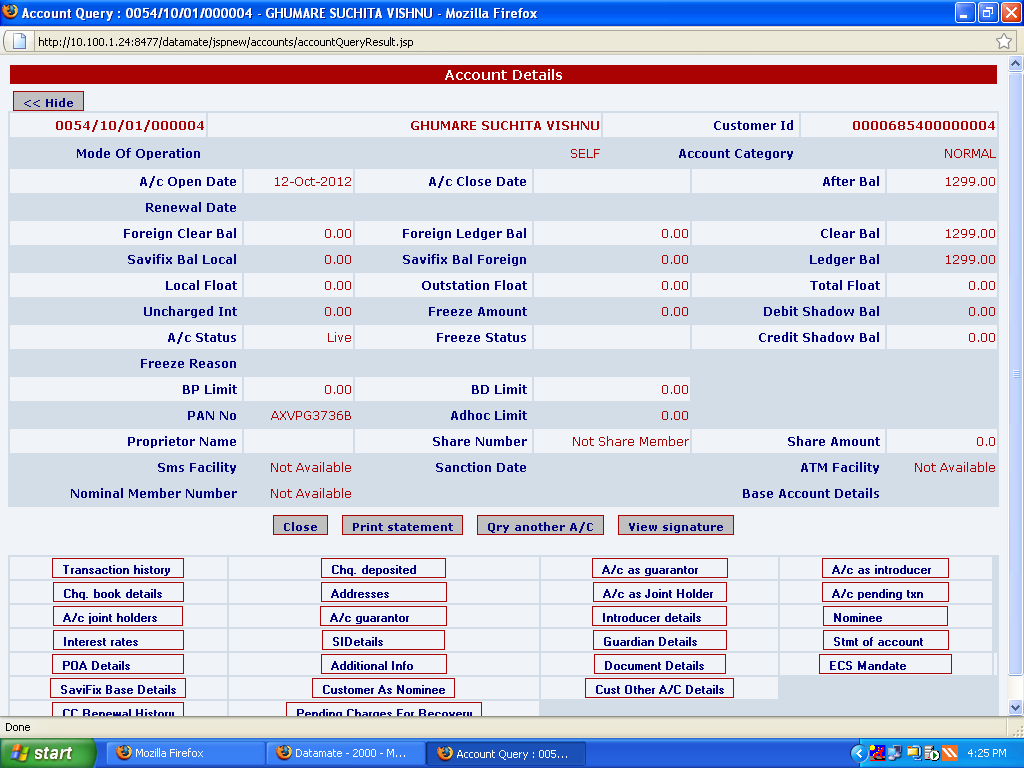 Account Query : 0054/10/01/000004 - GHUMARE SUCHITA VISHNU - Mozilla Firefox
http://10.100.1.24:8477/datamate/jspnew/accounts/accountQueryResult.jsp
Account Details
<< Hide
0054/10/01/000004 GHUMARE SUCHITA VISHNU Customer Id 0000685400000004
Mode Of Operation SELF Account Category NORMAL
A/c Open Date 12-Oct-2012 A/c Close Date After Bal 1299.00
Renewal Date
Foreign Clear Bal 0.00 Foreign Ledger Bal 0.00 Clear Bal 1299.00
Savifix Bal Local 0.00 Savifix Bal Foreign 0.00 Ledger Bal 1299.00
Local Float 0.00 Outstation Float 0.00 Total Float 0.00
Uncharged Int 0.00 Freeze Amount 0.00 Debit Shadow Bal 0.00
A/c Status Live Freeze Status Credit Shadow Bal 0.00
Freeze Reason
BP Limit 0.00 BD Limit 0.00
PAN No AXVPG3736B Adhoc Limit 0.00
Proprietor Name Share Number Not Share Member Share Amount 0.0
Sms Facility Not Available Sanction Date ATM Facility Not Available
Nominal Member Number Not Available Base Account Details
Close Print statement Qry another A/C View signature
Transaction history Chq. deposited A/c as guarantor A/c as introducer
Chq. book details Addresses A/c as Joint Holder A/c pending txn
A/c joint holders A/c guarantor Introducer details Nominee
Interest rates SIDetails Guardian Details Stmt of account
POA Details Additional Info Document Details ECS Mandate
SaviFix Base Details Customer As Nominee Cust Other A/C Details
CC Renewal History Pending Charges For Recovery
Done
start Mozilla Firefox Datamate - 2000 - M... Account Query : 005... 4:25 PM